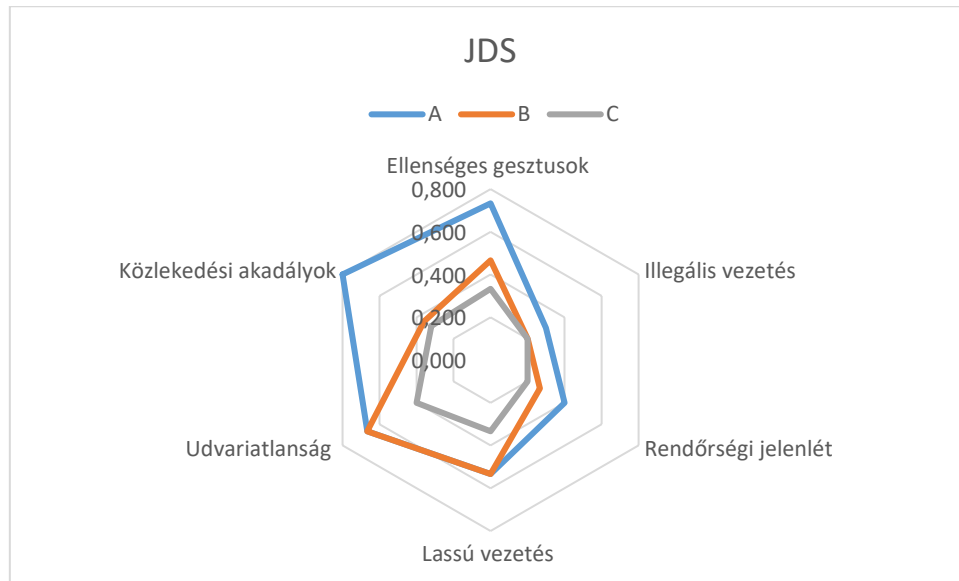 JDS
A B C
Ellenséges gesztusok
0,800
0,600
Közlekedési akadályok
Illegális vezetés
0,400
0,200
0,000
Udvariatlanság
Rendőrségi jelenlét
Lassú vezetés